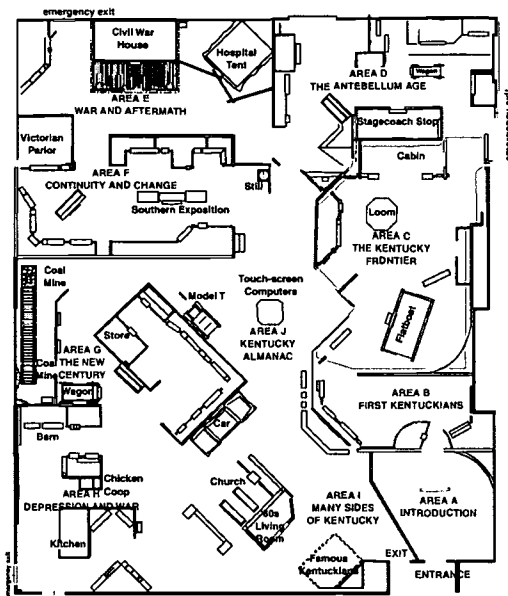 emergency exit
Civil War
House
Hospital
Tent
AREA E
WAR AND AFTERMATH
AREA D
THE ANTEBELLUM AGE
Wagon
Stagecoach Stop
Cabin
Victorian
Parlor
AREA F
CONTINUITY AND CHANGE
Still
Southern Exposition
Loom
AREA C
THE KENTUCKY
FRONTIER
Flatboat
Coal
Mine
Touch-screen
Computers
Model T
AREA J
KENTUCKY
ALMANAC
Store
AREA G
THE NEW
CENTURY
Coal
Mine
Wagon
Car
Barn
AREA B
FIRST KENTUCKIANS
Chicken
Coop
AREA H
DEPRESSION AND WAR
Kitchen
Church
'60s
Living
Room
AREA I
MANY SIDES
OF KENTUCKY
AREA A
INTRODUCTION
Famous
Kentuckians
EXIT
ENTRANCE
emergency exit